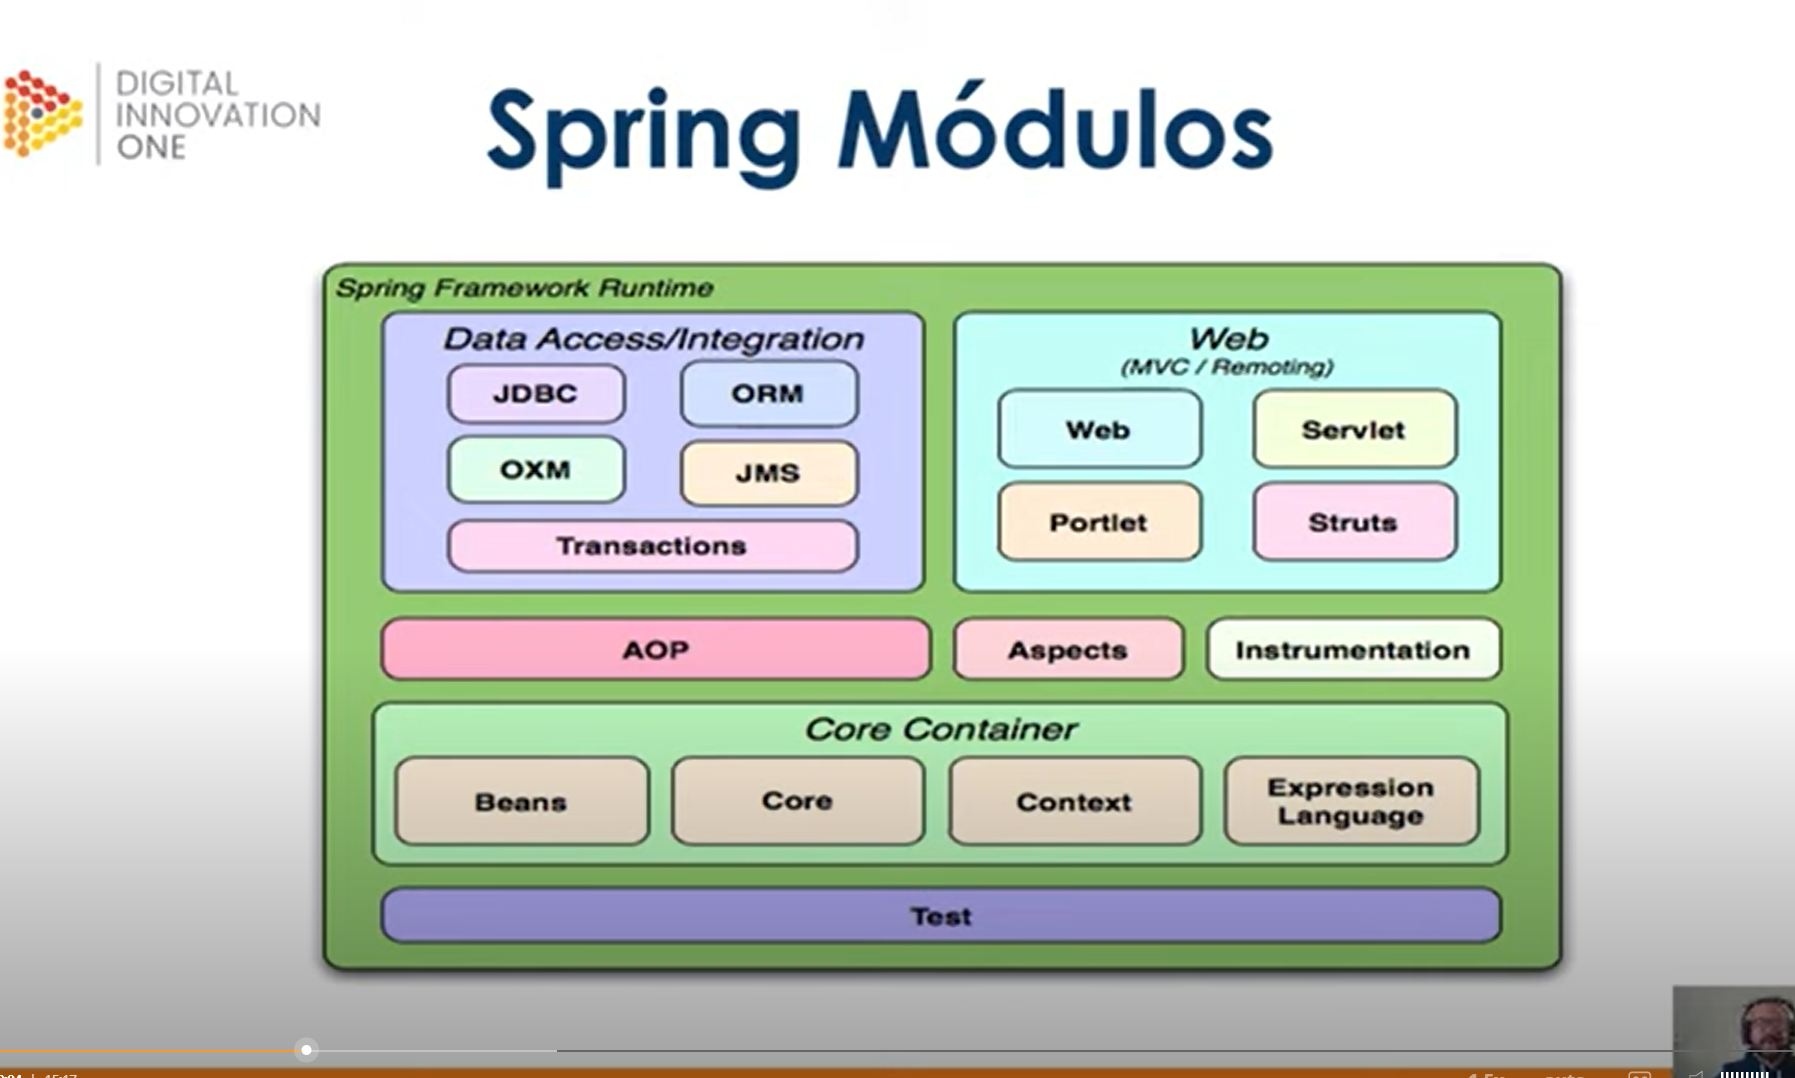 DIGITAL
INNOVATION
ONE
Spring Módulos
Spring Framework Runtime
Data Access/Integration
JDBC
ORM
OXM
JMS
Transactions
Web
(MVC / Remoting)
Web
Servlet
Portlet
Struts
AOP
Aspects
Instrumentation
Core Container
Beans
Core
Context
Expression
Language
Test